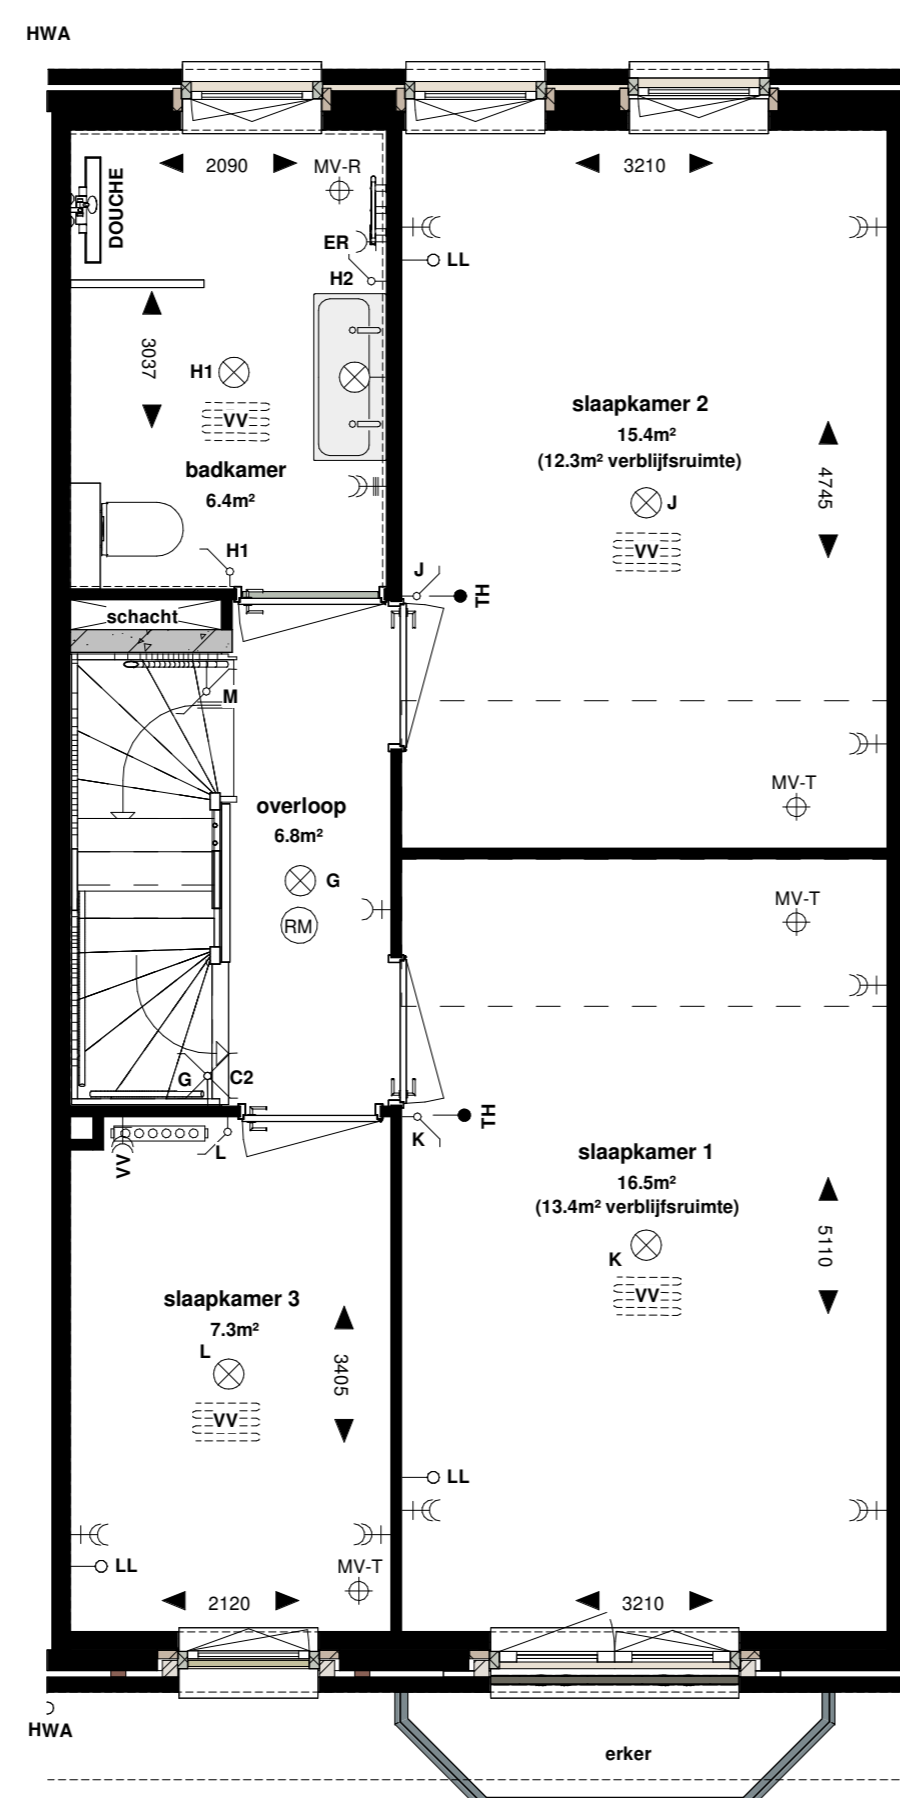 HWA
2090
MV-R
3210
DOUCHE
ER
LL
H2
3037
H1
VV
badkamer
6.4m²
slaapkamer 2
15.4m²
(12.3m² verblijfsruimte)
4745
J
VV
H1
J
TH
schacht
M
MV-T
overloop
6.8m²
G
RM
MV-T
G
C2
TH
K
L
VV
slaapkamer 1
16.5m²
(13.4m² verblijfsruimte)
5110
K
VV
slaapkamer 3
7.3m²
L
3405
VV
LL
LL
MV-T
2120
3210
HWA
erker